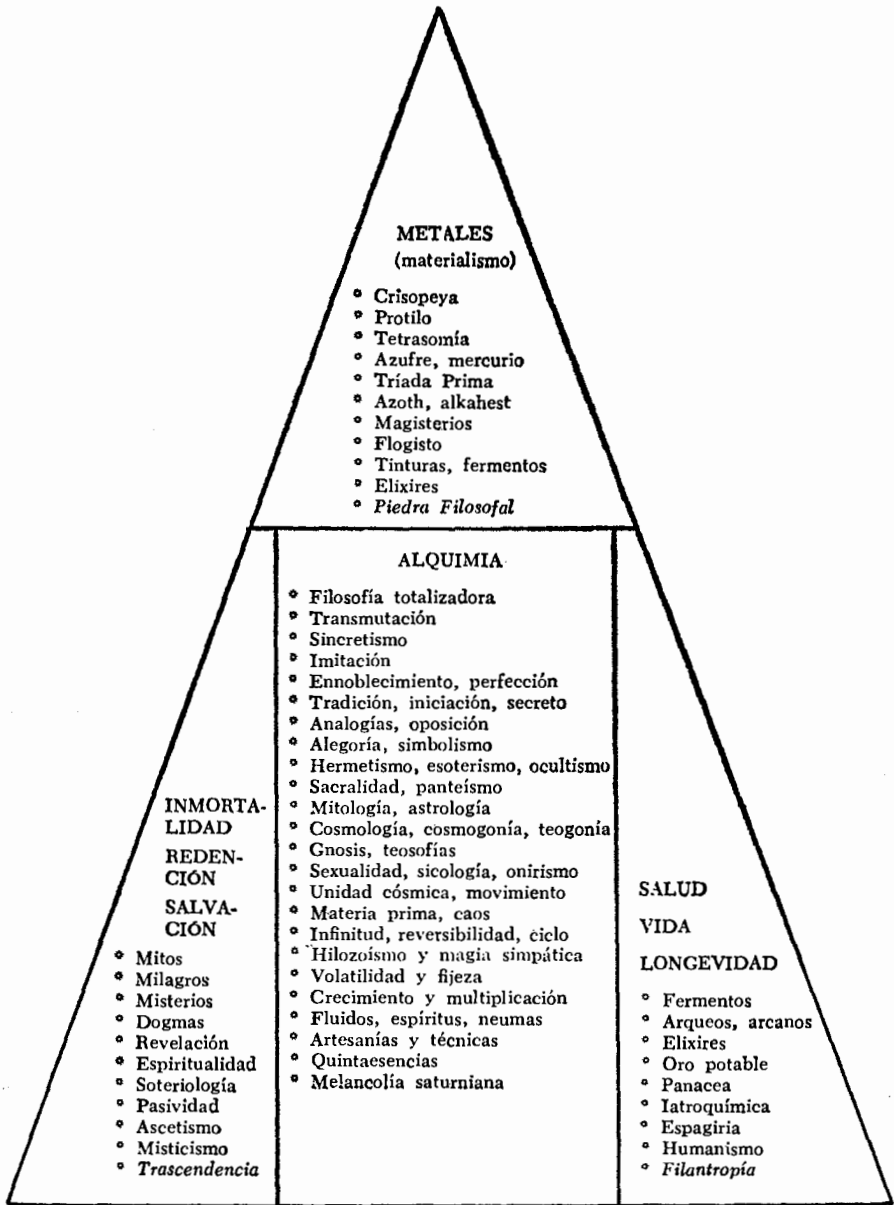 METALES
(materialismo)
° Crisopeya
° Protilo
° Tetrasomía
° Azufre, mercurio
° Tríada Prima
° Azoth, alkahest
° Magisterios
° Flogisto
° Tinturas, fermentos
° Elixires
° Piedra Filosofal
ALQUIMIA
° Filosofía totalizadora
° Transmutación
° Sincretismo
° Imitación
° Ennoblecimiento, perfección
° Tradición, iniciación, secreto
° Analogías, oposición
° Alegoría, simbolismo
° Hermetismo, esoterismo, ocultismo
° Sacralidad, panteísmo
° Mitología, astrología
° Cosmología, cosmogonía, teogonía
° Gnosis, teosofías
° Sexualidad, sicología, onirismo
° Unidad cósmica, movimiento
° Materia prima, caos
° Infinitud, reversibilidad, ciclo
° Hilozoísmo y magia simpática
° Volatilidad y fijeza
° Crecimiento y multiplicación
° Fluidos, espíritus, neumas
° Artesanías y técnicas
° Quintaesencias
° Melancolía saturniana
INMORTA-
LIDAD
REDEN-
CIÓN
SALVA-
CIÓN
° Mitos
° Milagros
° Misterios
° Dogmas
° Revelación
° Espiritualidad
° Soteriología
° Pasividad
° Ascetismo
° Misticismo
° Trascendencia
SALUD
VIDA
LONGEVIDAD
° Fermentos
° Arqueos, arcanos
° Elixires
° Oro potable
° Panacea
° Iatroquímica
° Espagiria
° Humanismo
° Filantropía